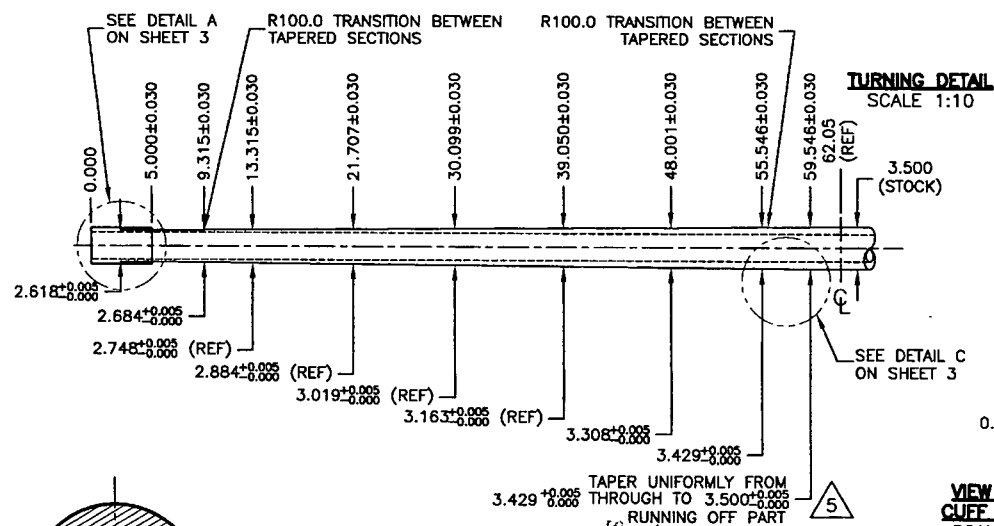 SEE DETAIL A
ON SHEET 3
R100.0 TRANSITION BETWEEN
TAPERED SECTIONS
R100.0 TRANSITION BETWEEN
TAPERED SECTIONS
TURNING DETAIL
SCALE 1:10
0.000
5.000±0.030
9.315±0.030
13.315±0.030
21.707±0.030
30.099±0.030
39.050±0.030
48.001±0.030
55.546±0.030
59.546±0.030
62.05
(REF)
3.500
(STOCK)
2.618+0.005 -0.000
2.684+0.005 -0.000
2.748+0.005 -0.000 (REF)
2.884+0.005 -0.000 (REF)
3.019+0.005 -0.000 (REF)
3.163+0.005 -0.000 (REF)
3.308+0.005 -0.000
3.429+0.005 -0.000
℄
SEE DETAIL C
ON SHEET 3
0.
TAPER UNIFORMLY FROM
3.429 +0.005 0.000 THROUGH TO 3.500+0.005 -0.000
RUNNING OFF PART
5
VIEW
CUFF